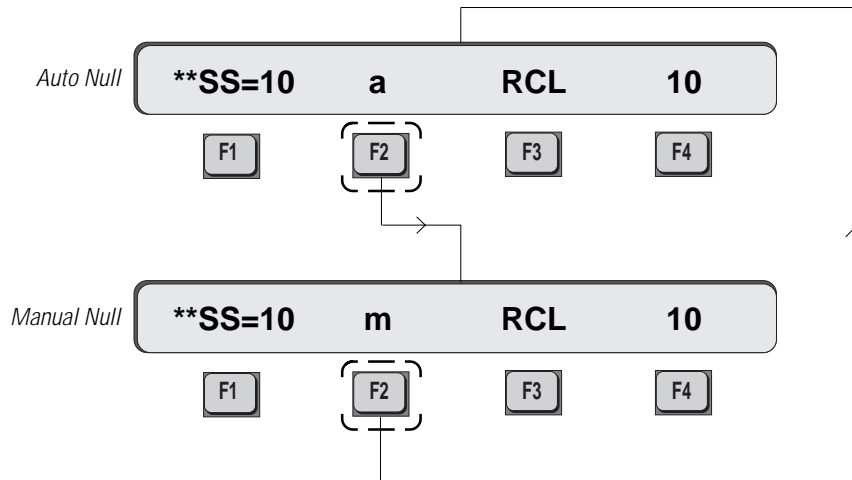 Auto Null **SS=10 a RCL 10
F1 F2 F3 F4
Manual Null **SS=10 m RCL 10
F1 F2 F3 F4